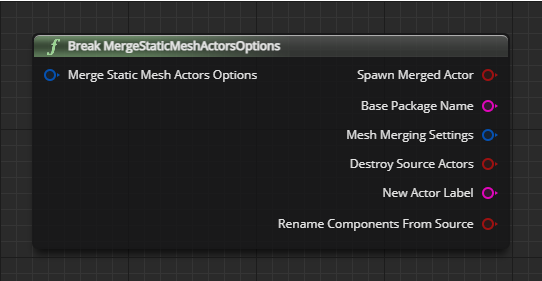 Break MergeStaticMeshActorsOptions
Merge Static Mesh Actors Options
Spawn Merged Actor
Base Package Name
Mesh Merging Settings
Destroy Source Actors
New Actor Label
Rename Components From Source